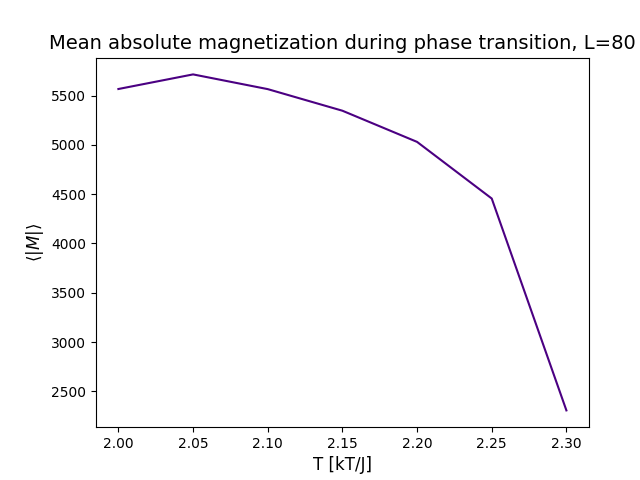 Mean absolute magnetization during phase transition, L=80
5500
5000
4500
4000
3500
3000
2500
⟨|M|⟩
2.00 2.05 2.10 2.15 2.20 2.25 2.30
T [kT/J]